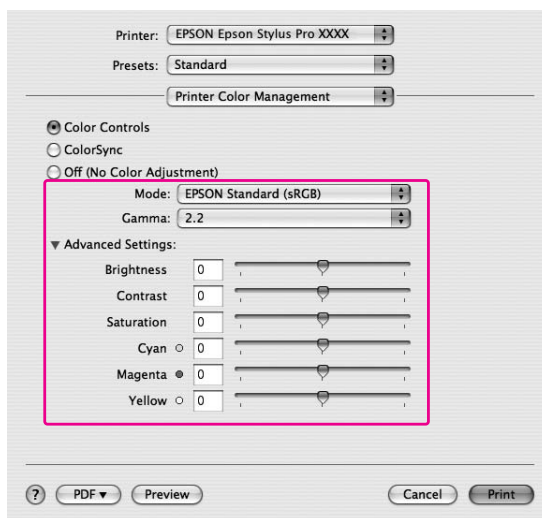 Printer: EPSON Epson Stylus Pro XXXX
Presets: Standard
Printer Color Management
Color Controls
ColorSync
Off (No Color Adjustment)
Mode: EPSON Standard (sRGB)
Gamma: 2.2
Advanced Settings:
Brightness 0
Contrast 0
Saturation 0
Cyan 0
Magenta 0
Yellow 0
? PDF Preview Cancel Print